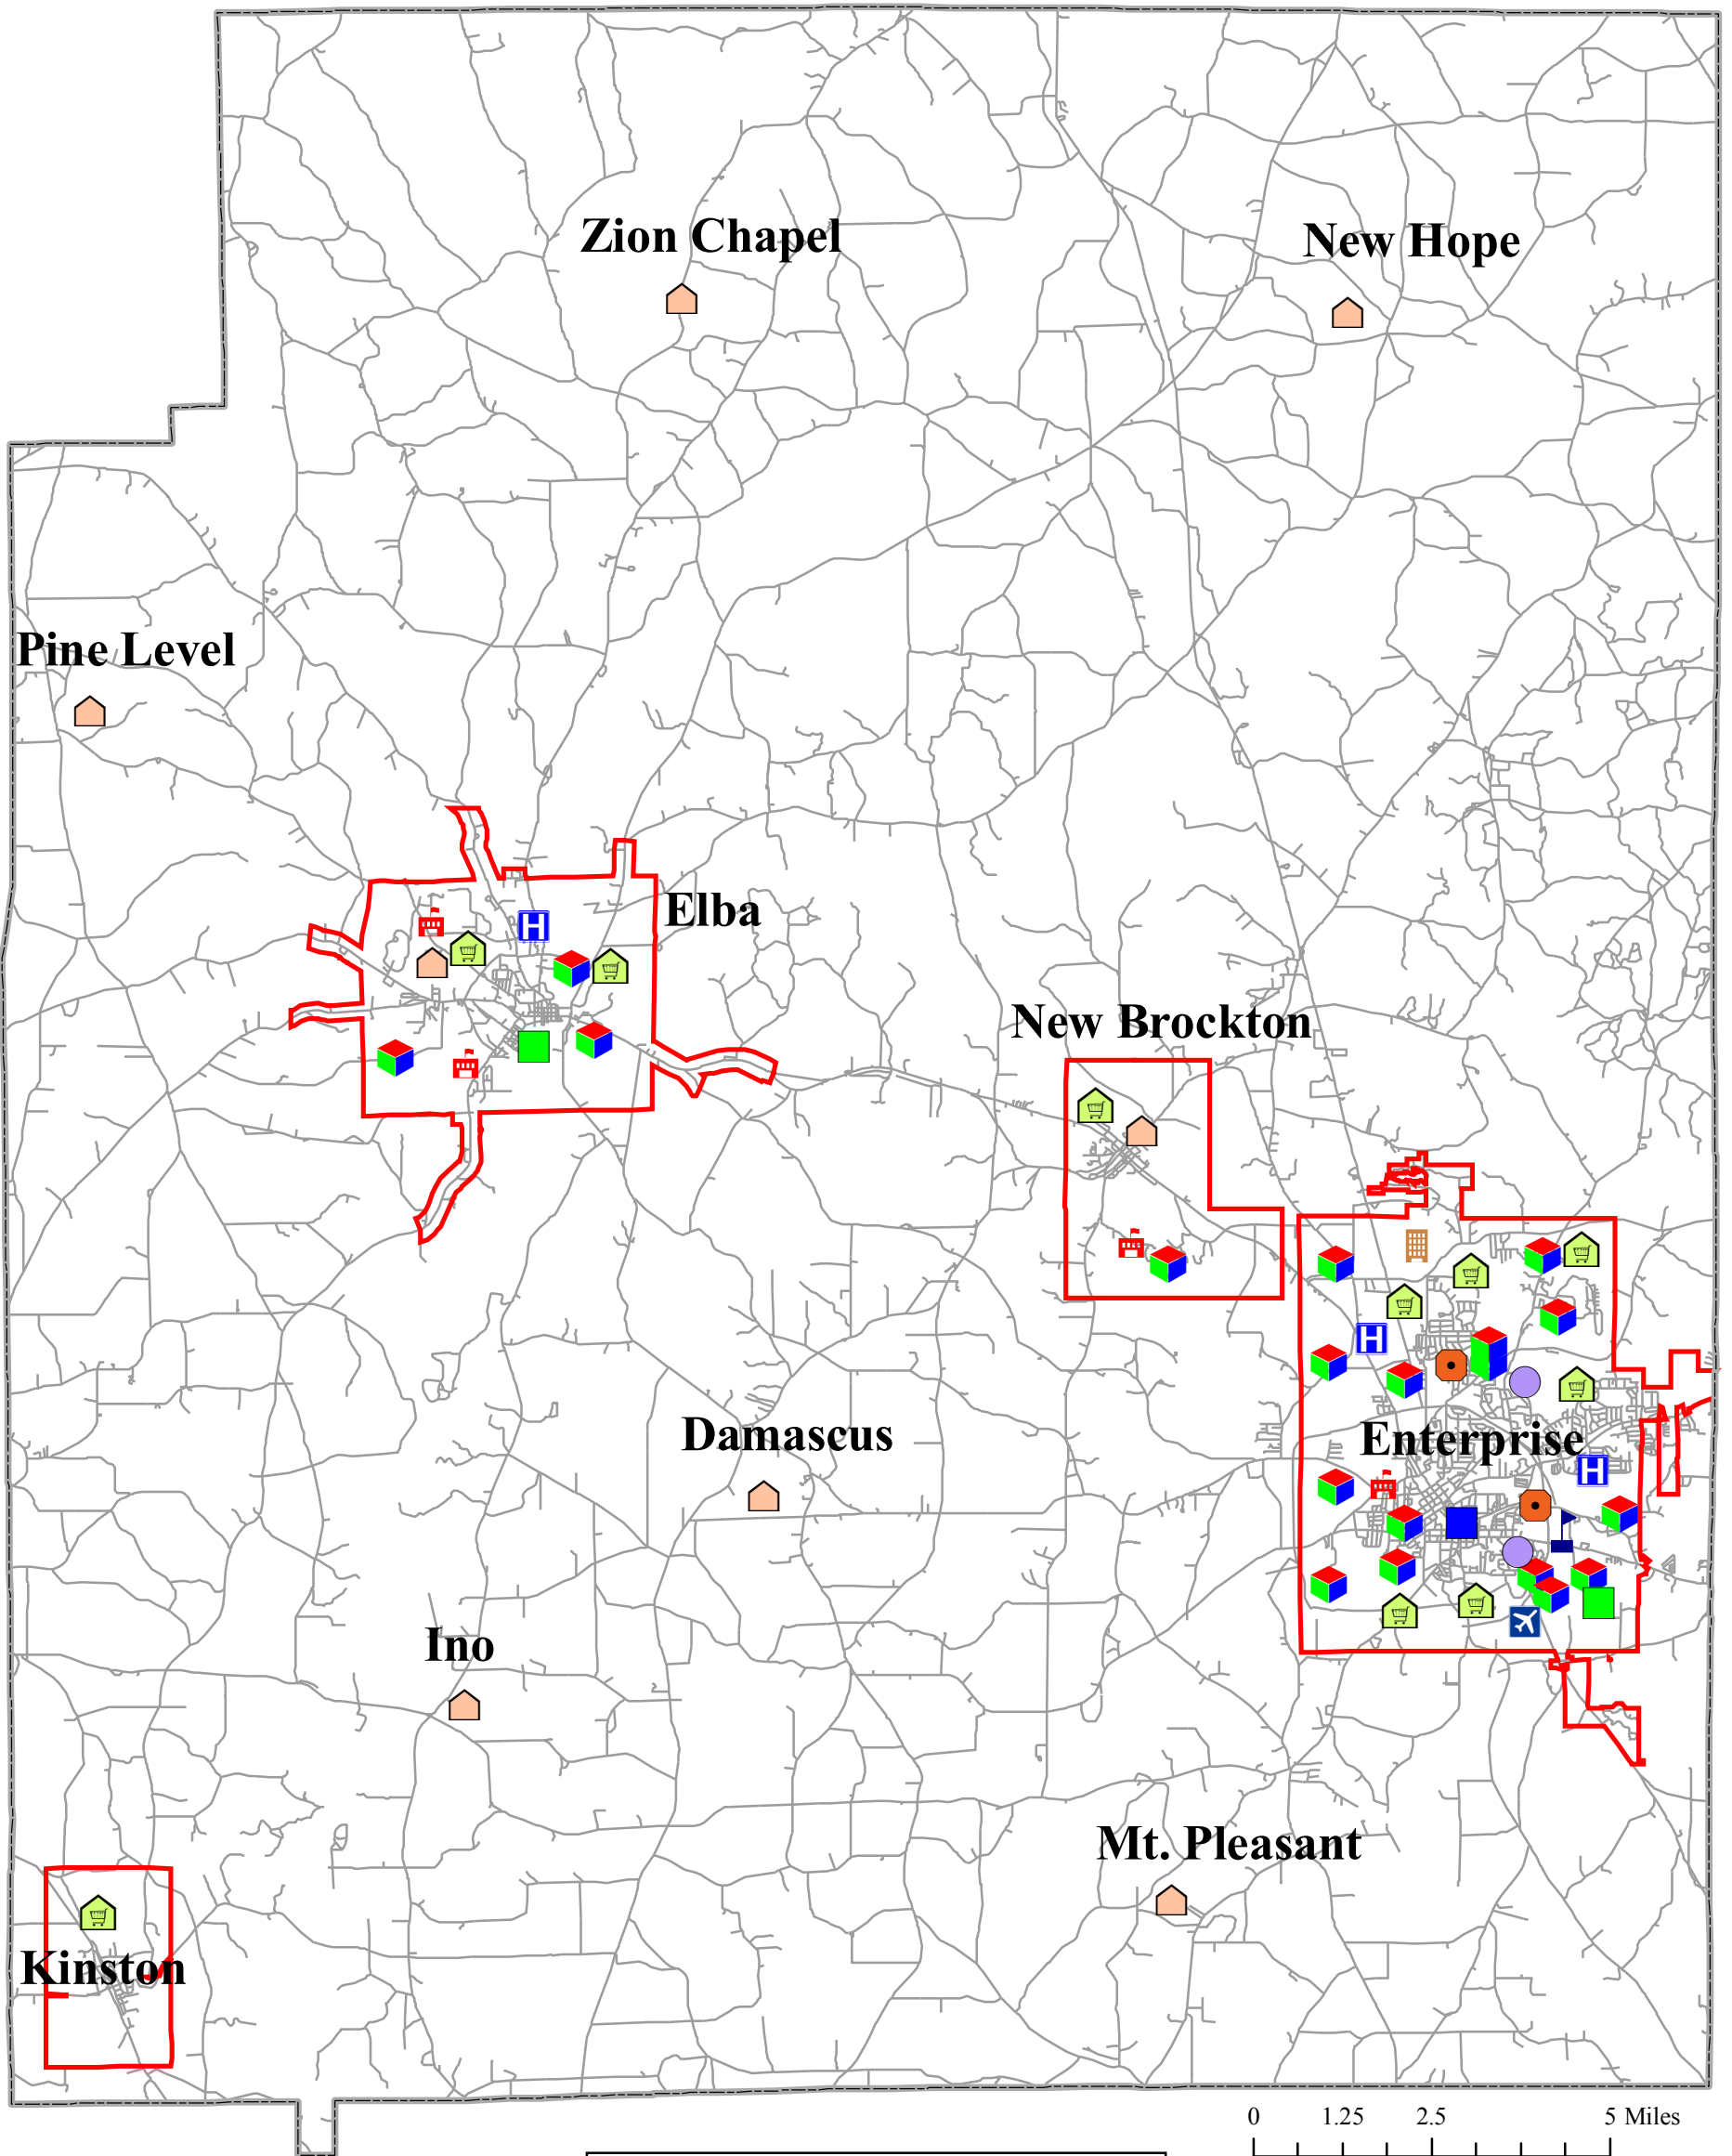 Zion Chapel
New Hope
Pine Level
Elba
H
New Brockton
H
Damascus
Enterprise
H
Ino
Mt. Pleasant
Kinston
0 1.25 2.5 5 Miles